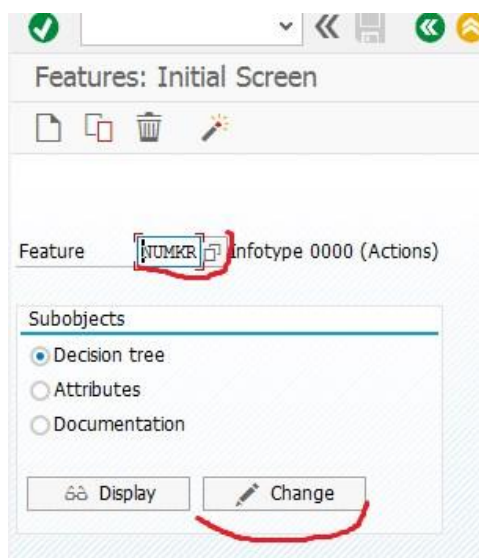 Features: Initial Screen
Feature NUMKR Infotype 0000 (Actions)
Subobjects
Decision tree
Attributes
Documentation
Display Change